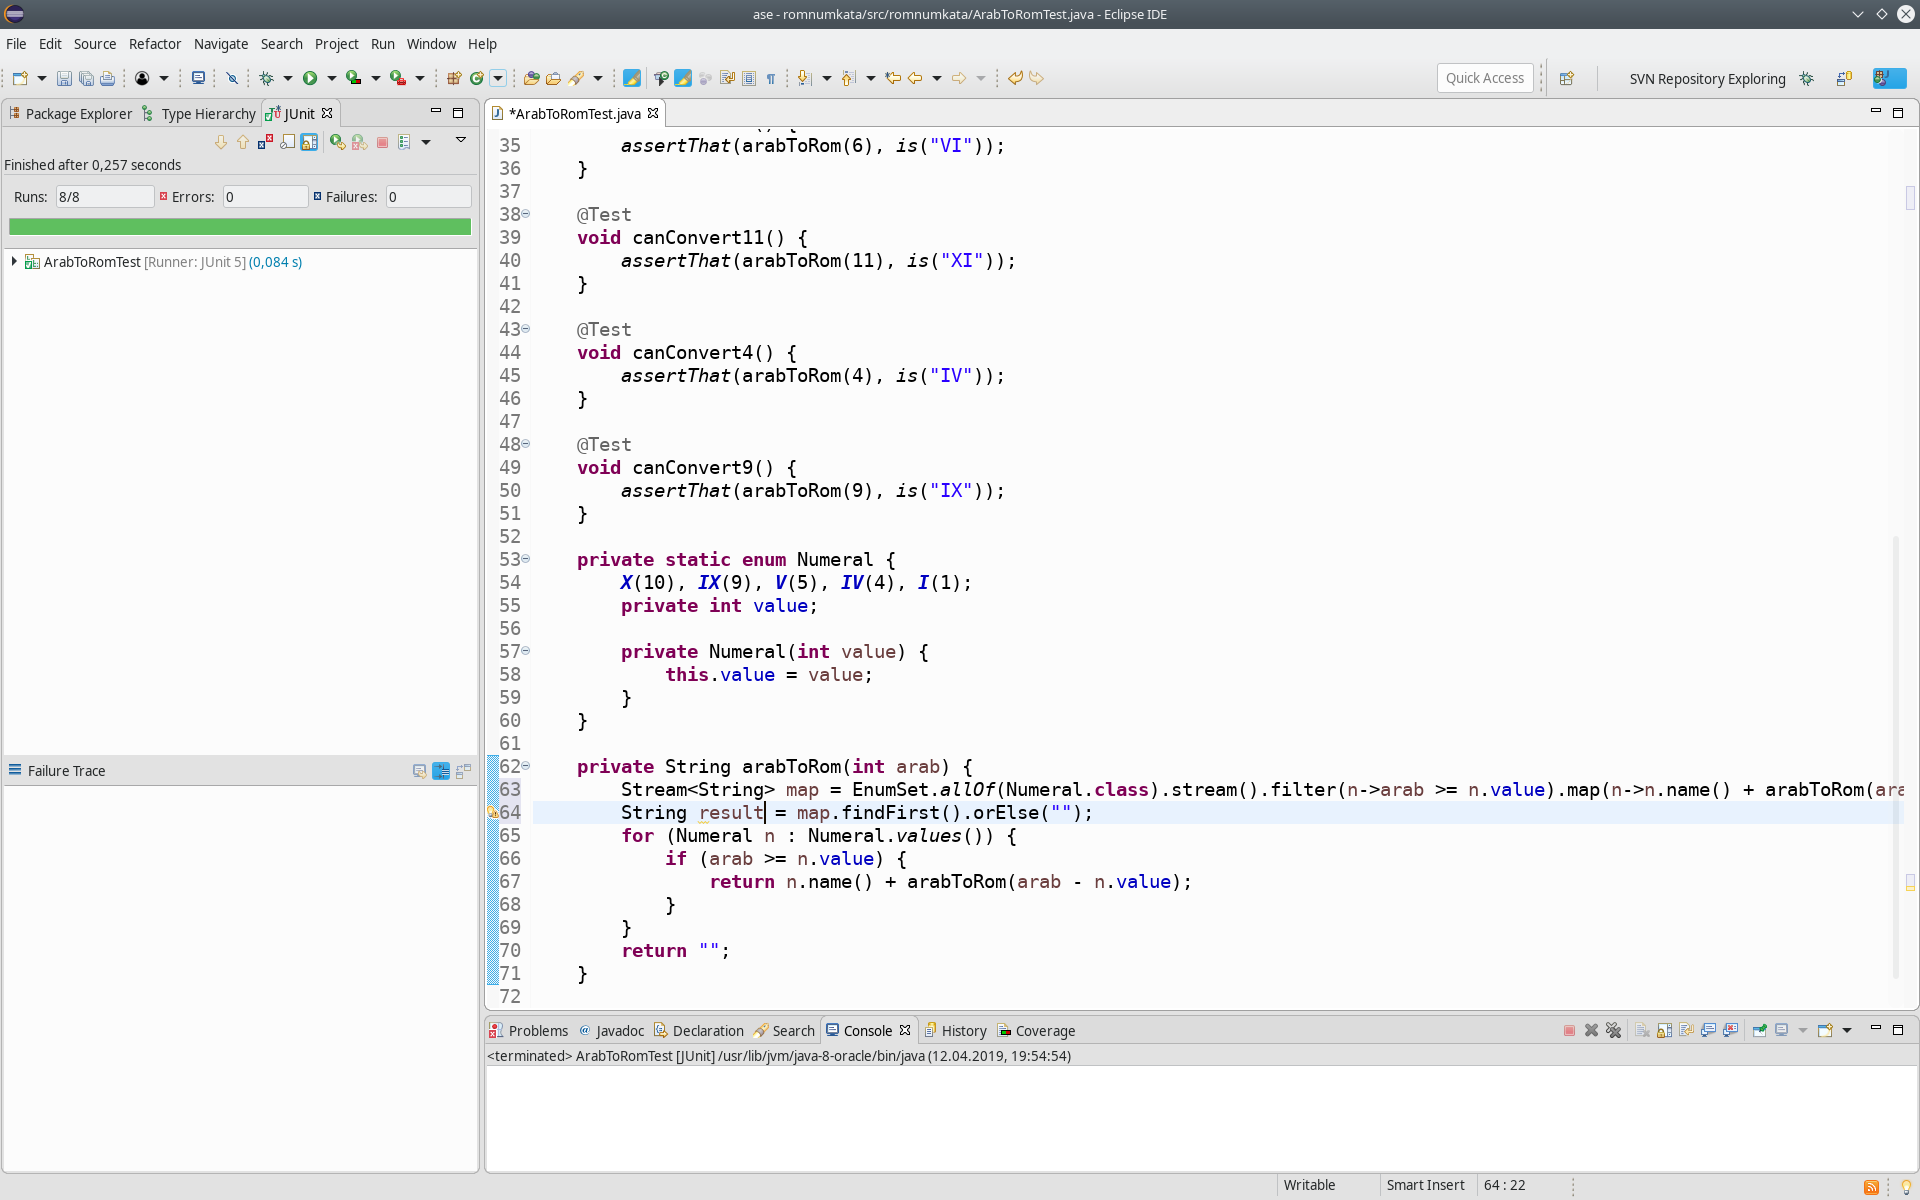 ase - romnumkata/src/romnumkata/ArabToRomTest.java - Eclipse IDE
File Edit Source Refactor Navigate Search Project Run Window Help
Quick Access
SVN Repository Exploring
Package Explorer Type Hierarchy JUnit
Finished after 0,257 seconds
Runs: 8/8 Errors: 0 Failures: 0
ArabToRomTest [Runner: JUnit 5] (0,084 s)
Failure Trace
*ArabToRomTest.java
35 assertThat(arabToRom(6), is("VI"));
36 }
37
38 @Test
39 void canConvert11() {
40 assertThat(arabToRom(11), is("XI"));
41 }
42
43 @Test
44 void canConvert4() {
45 assertThat(arabToRom(4), is("IV"));
46 }
47
48 @Test
49 void canConvert9() {
50 assertThat(arabToRom(9), is("IX"));
51 }
52
53 private static enum Numeral {
54 X(10), IX(9), V(5), IV(4), I(1);
55 private int value;
56
57 private Numeral(int value) {
58 this.value = value;
59 }
60 }
61
62 private String arabToRom(int arab) {
63 Stream<String> map = EnumSet.allOf(Numeral.class).stream().filter(n->arab >= n.value).map(n->n.name() + arabToRom(ara
64 String result = map.findFirst().orElse("");
65 for (Numeral n : Numeral.values()) {
66 if (arab >= n.value) {
67 return n.name() + arabToRom(arab - n.value);
68 }
69 }
70 return "";
71 }
72
Problems Javadoc Declaration Search Console History Coverage
<terminated> ArabToRomTest [JUnit] /usr/lib/jvm/java-8-oracle/bin/java (12.04.2019, 19:54:54)
Writable Smart Insert 64 : 22